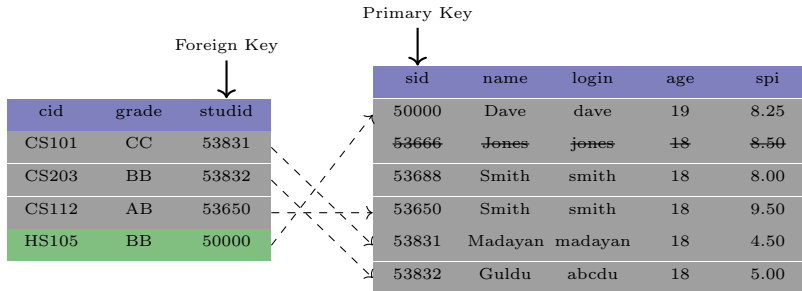 Primary Key
Foreign Key
sid name login age spi
50000 Dave dave 19 8.25
53666 Jones jones 18 8.50
53688 Smith smith 18 8.00
53650 Smith smith 18 9.50
53831 Madayan madayan 18 4.50
53832 Guldu abcdu 18 5.00
cid grade studid
CS101 CC 53831
CS203 BB 53832
CS112 AB 53650
HS105 BB 50000